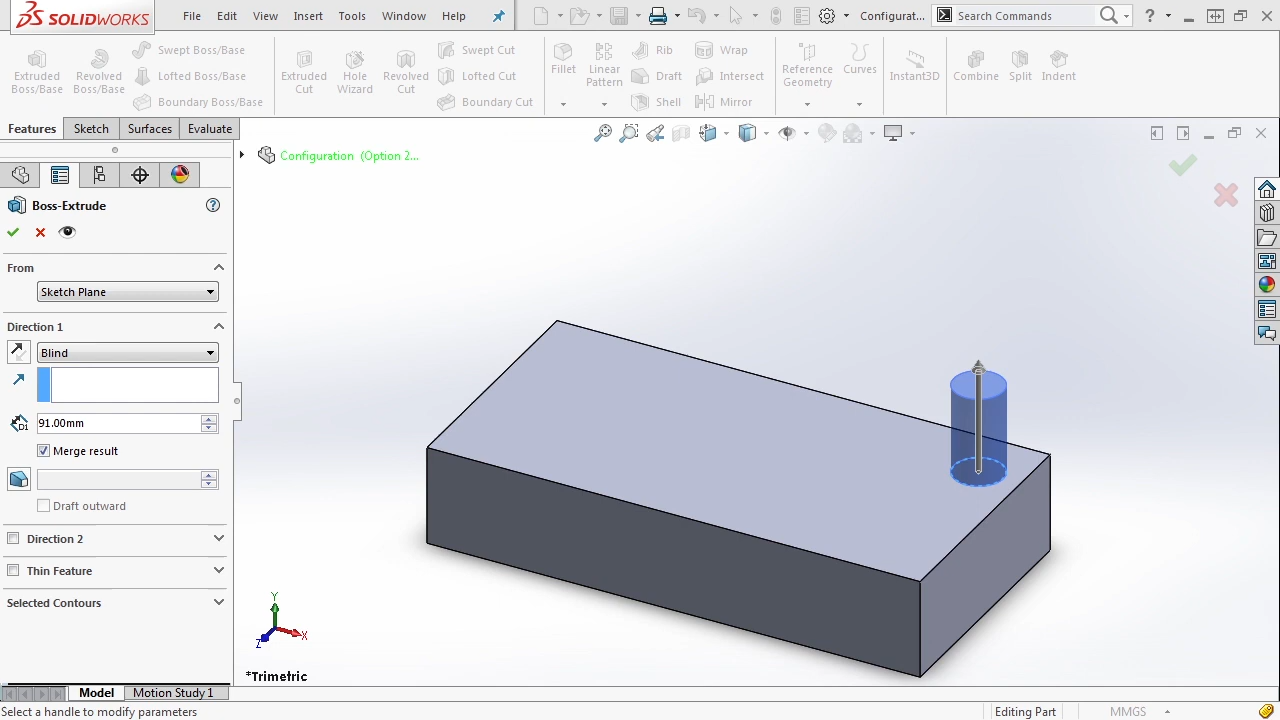 SOLIDWORKS File Edit View Insert Tools Window Help Configurat... Search Commands ?
Extruded Boss/Base
Revolved Boss/Base
Swept Boss/Base
Lofted Boss/Base
Boundary Boss/Base
Extruded Cut
Hole Wizard
Revolved Cut
Swept Cut
Lofted Cut
Boundary Cut
Fillet
Linear Pattern
Rib
Draft
Shell
Wrap
Intersect
Mirror
Reference Geometry
Curves
Instant3D
Combine
Split
Indent
Features Sketch Surfaces Evaluate
Configuration (Option 2...
Boss-Extrude ?
From
Sketch Plane
Direction 1
Blind
D1 91.00mm
Merge result
Draft outward
Direction 2
Thin Feature
Selected Contours
Y
X
Z
*Trimetric
Model Motion Study 1
Select a handle to modify parameters Editing Part MMGS